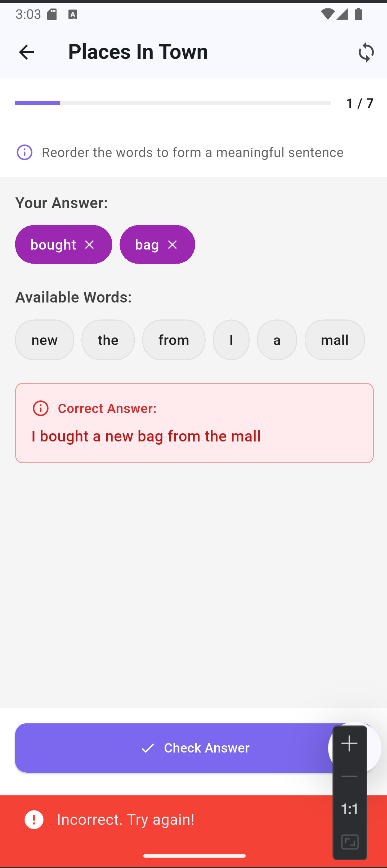 3:03
A
Places In Town
1 / 7
Reorder the words to form a meaningful sentence
Your Answer:
bought bag
Available Words:
new the from I a mall
Correct Answer:
I bought a new bag from the mall
Check Answer
1:1
Incorrect. Try again!